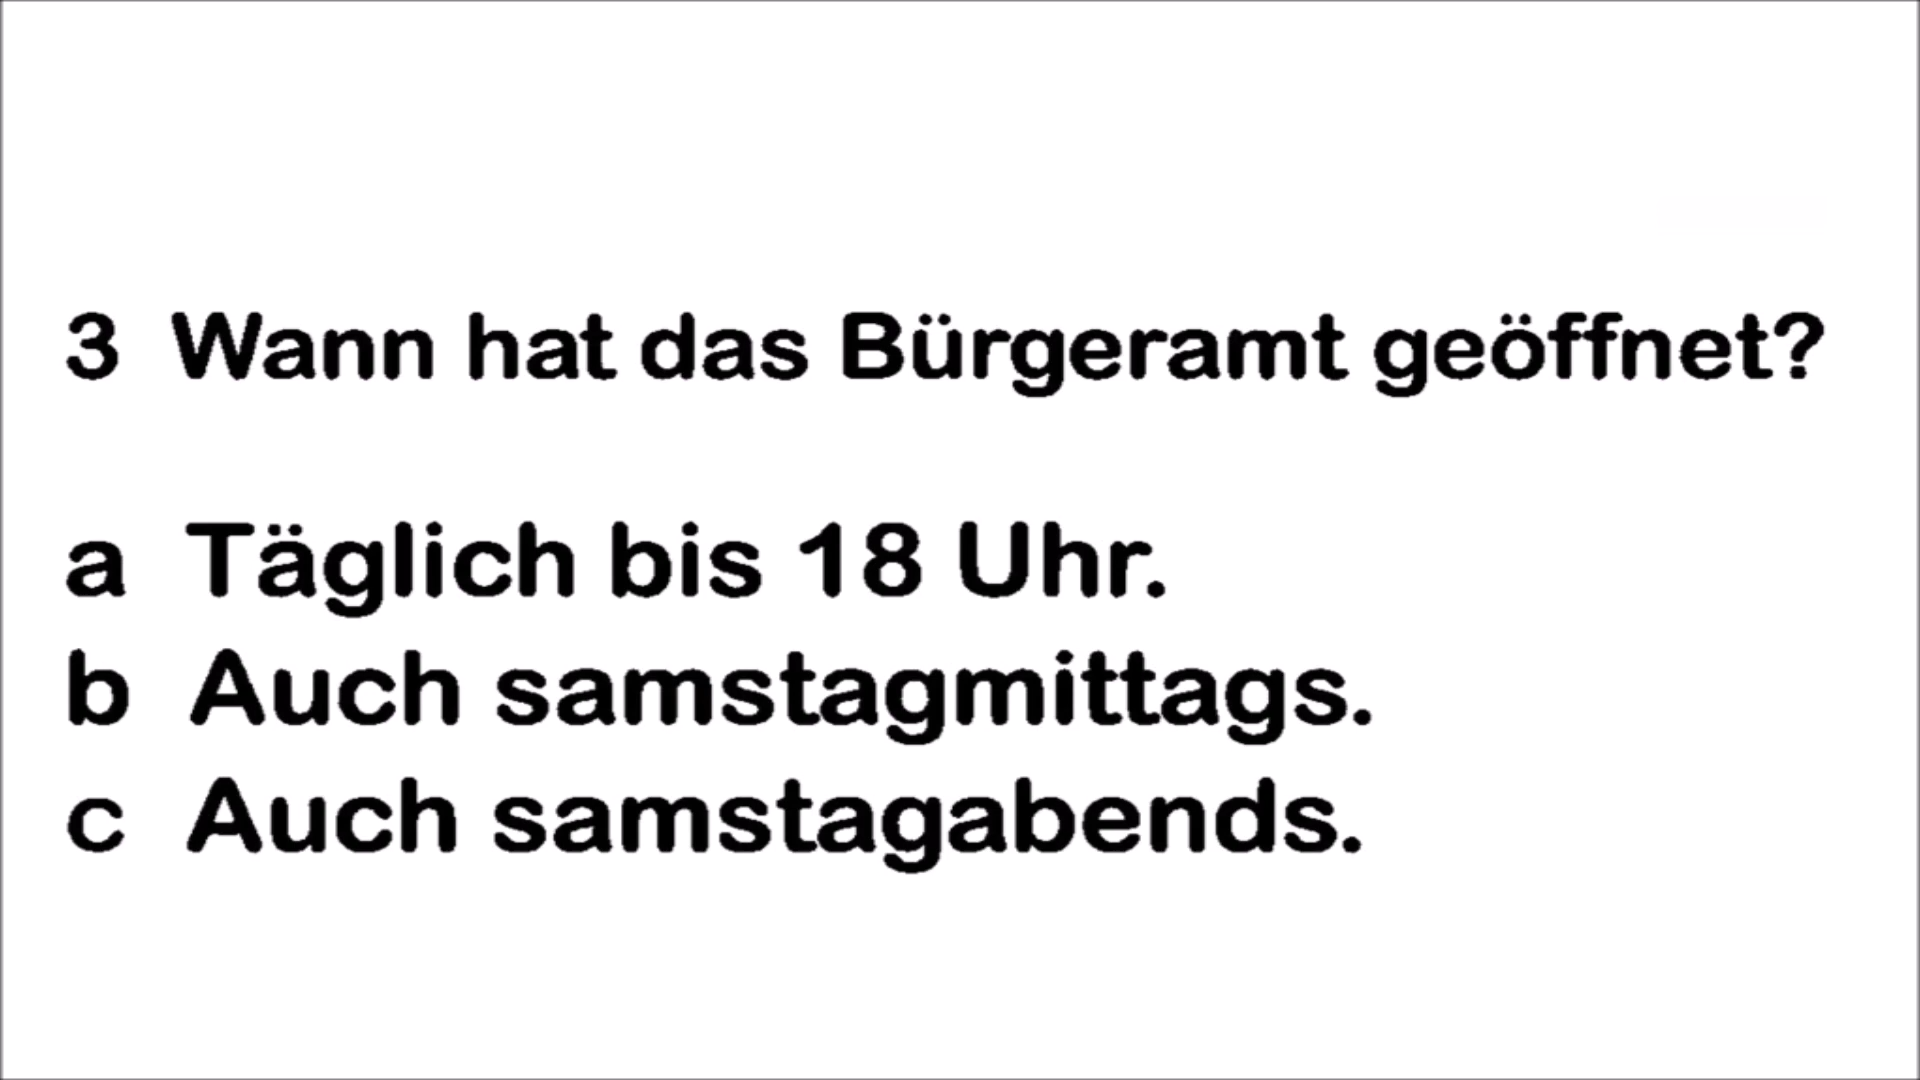 3 Wann hat das Bürgeramt geöffnet?
a Täglich bis 18 Uhr.
b Auch samstagmittags.
c Auch samstagabends.